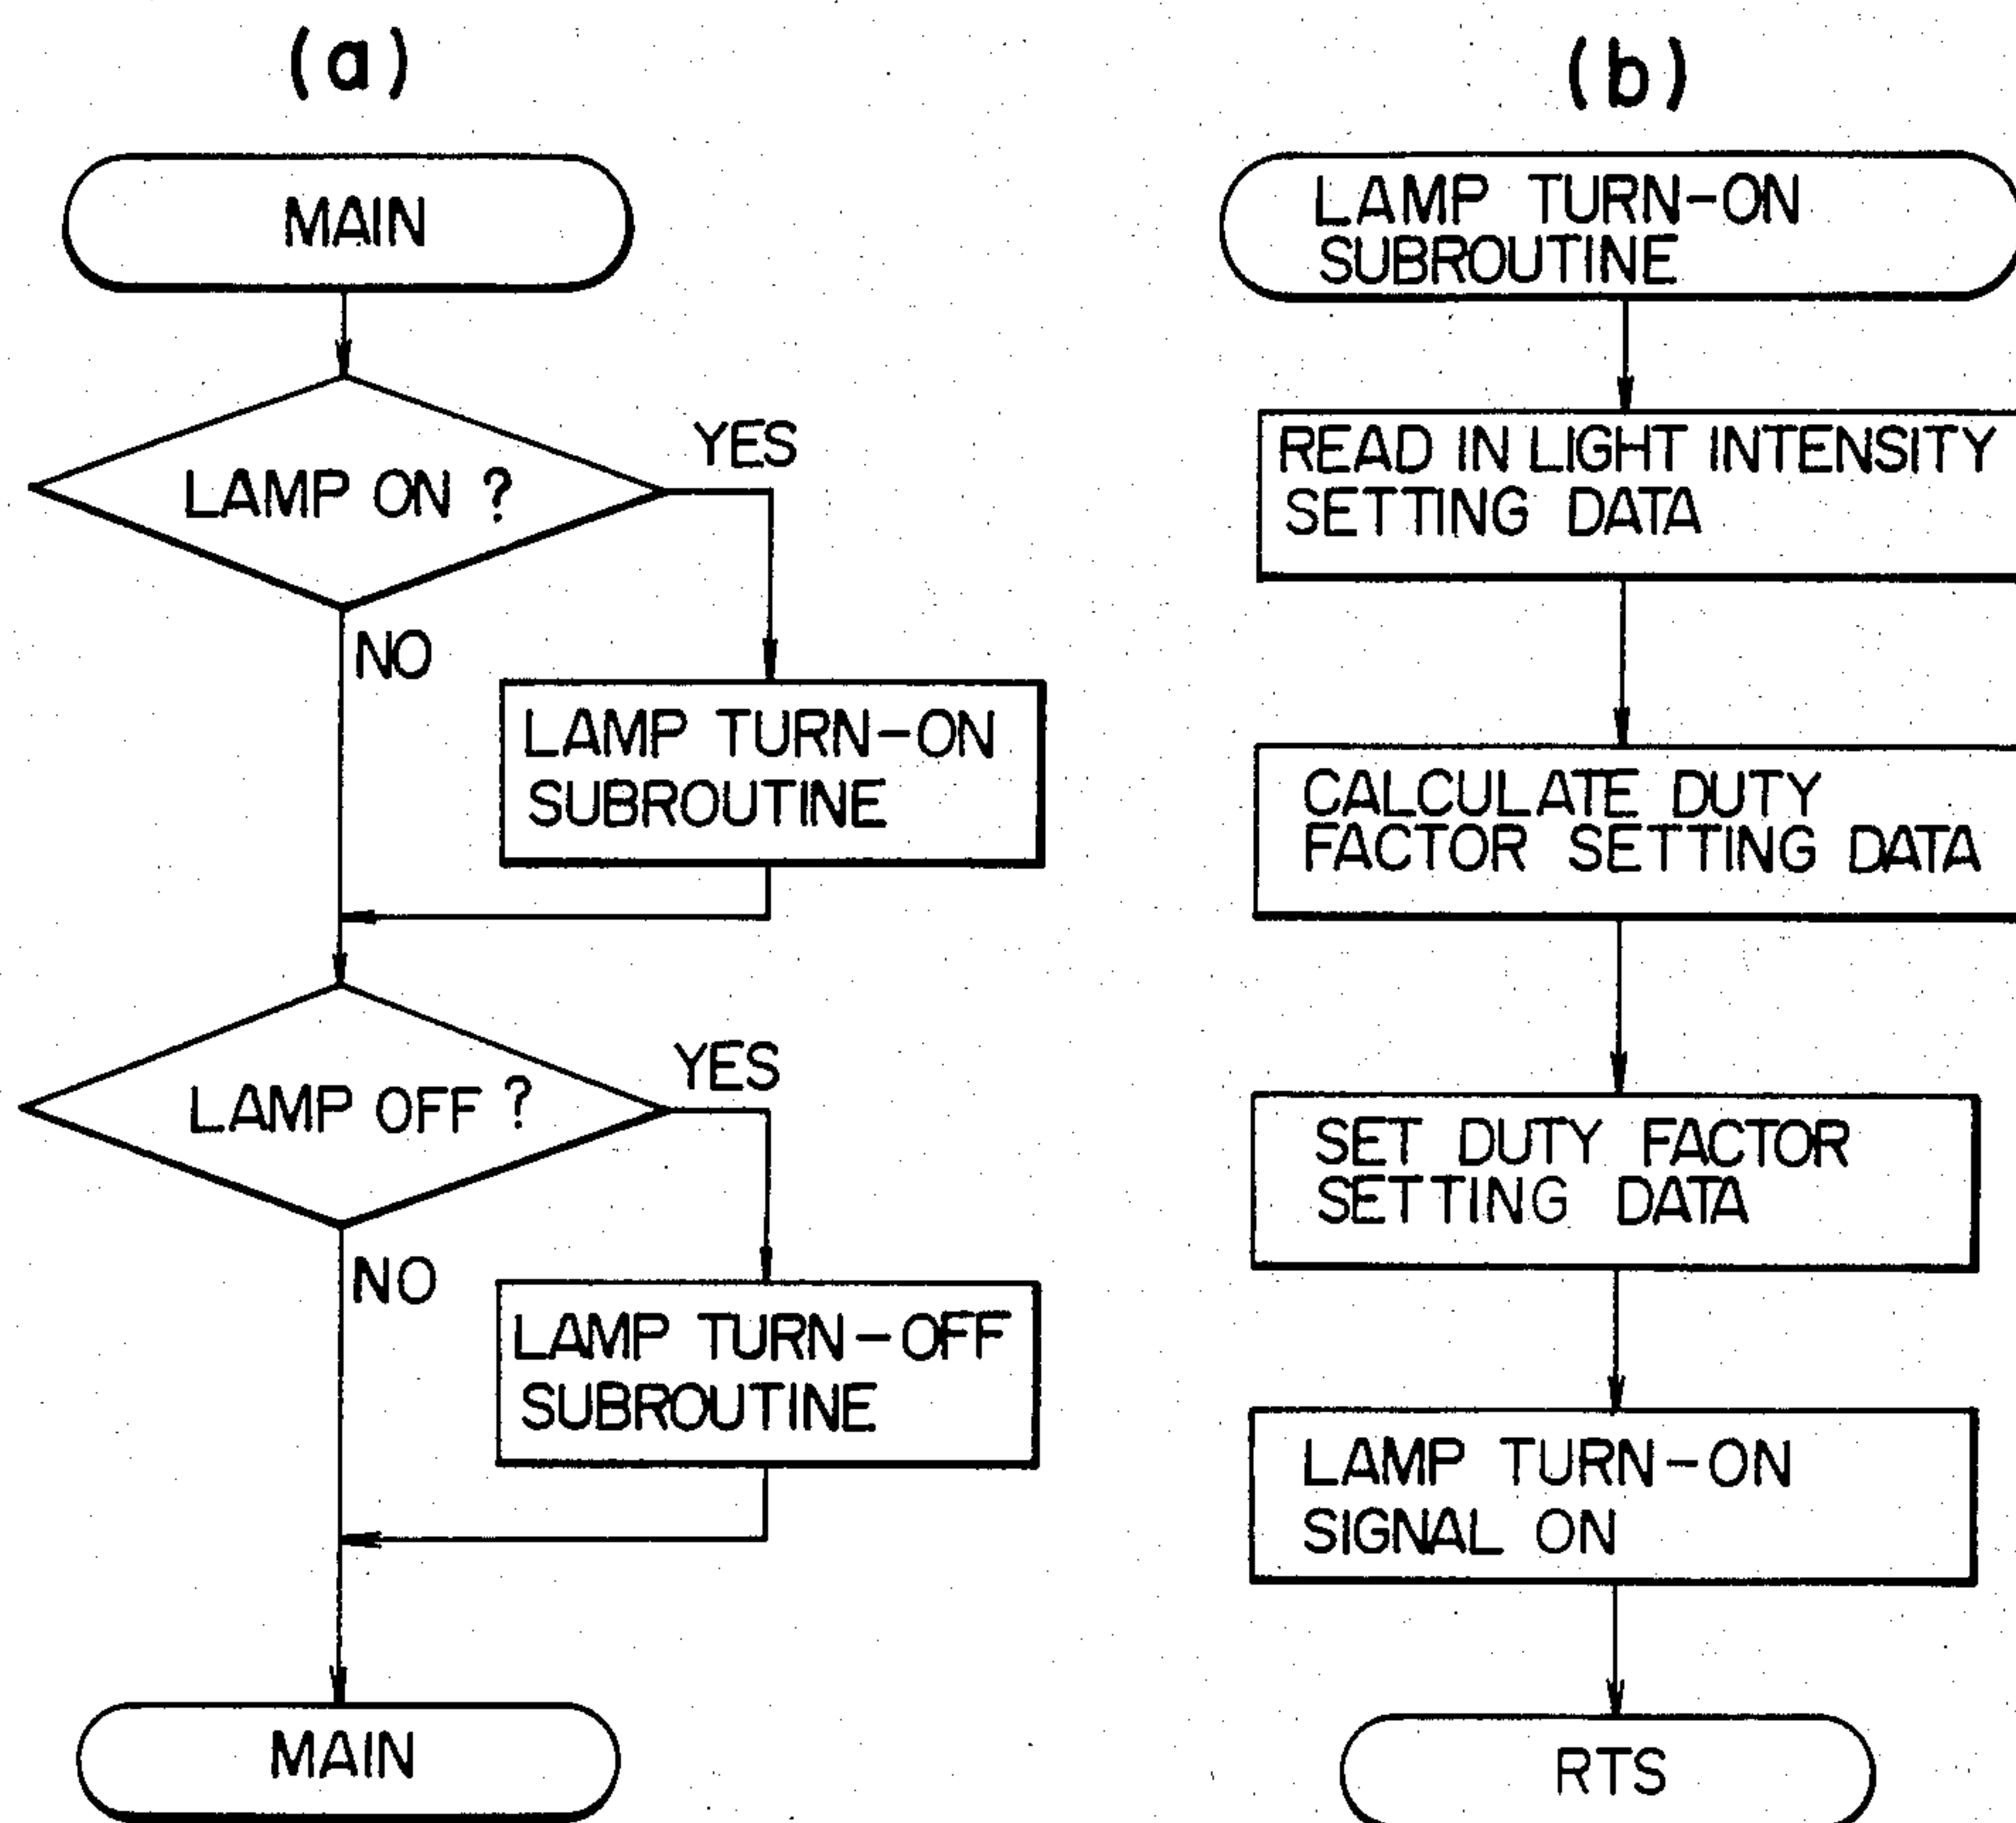 (a)
MAIN
LAMP ON ?
YES
NO
LAMP TURN-ON
SUBROUTINE
LAMP OFF ?
YES
NO
LAMP TURN-OFF
SUBROUTINE
MAIN
(b)
LAMP TURN-ON
SUBROUTINE
READ IN LIGHT INTENSITY
SETTING DATA
CALCULATE DUTY
FACTOR SETTING DATA
SET DUTY FACTOR
SETTING DATA
LAMP TURN-ON
SIGNAL ON
RTS